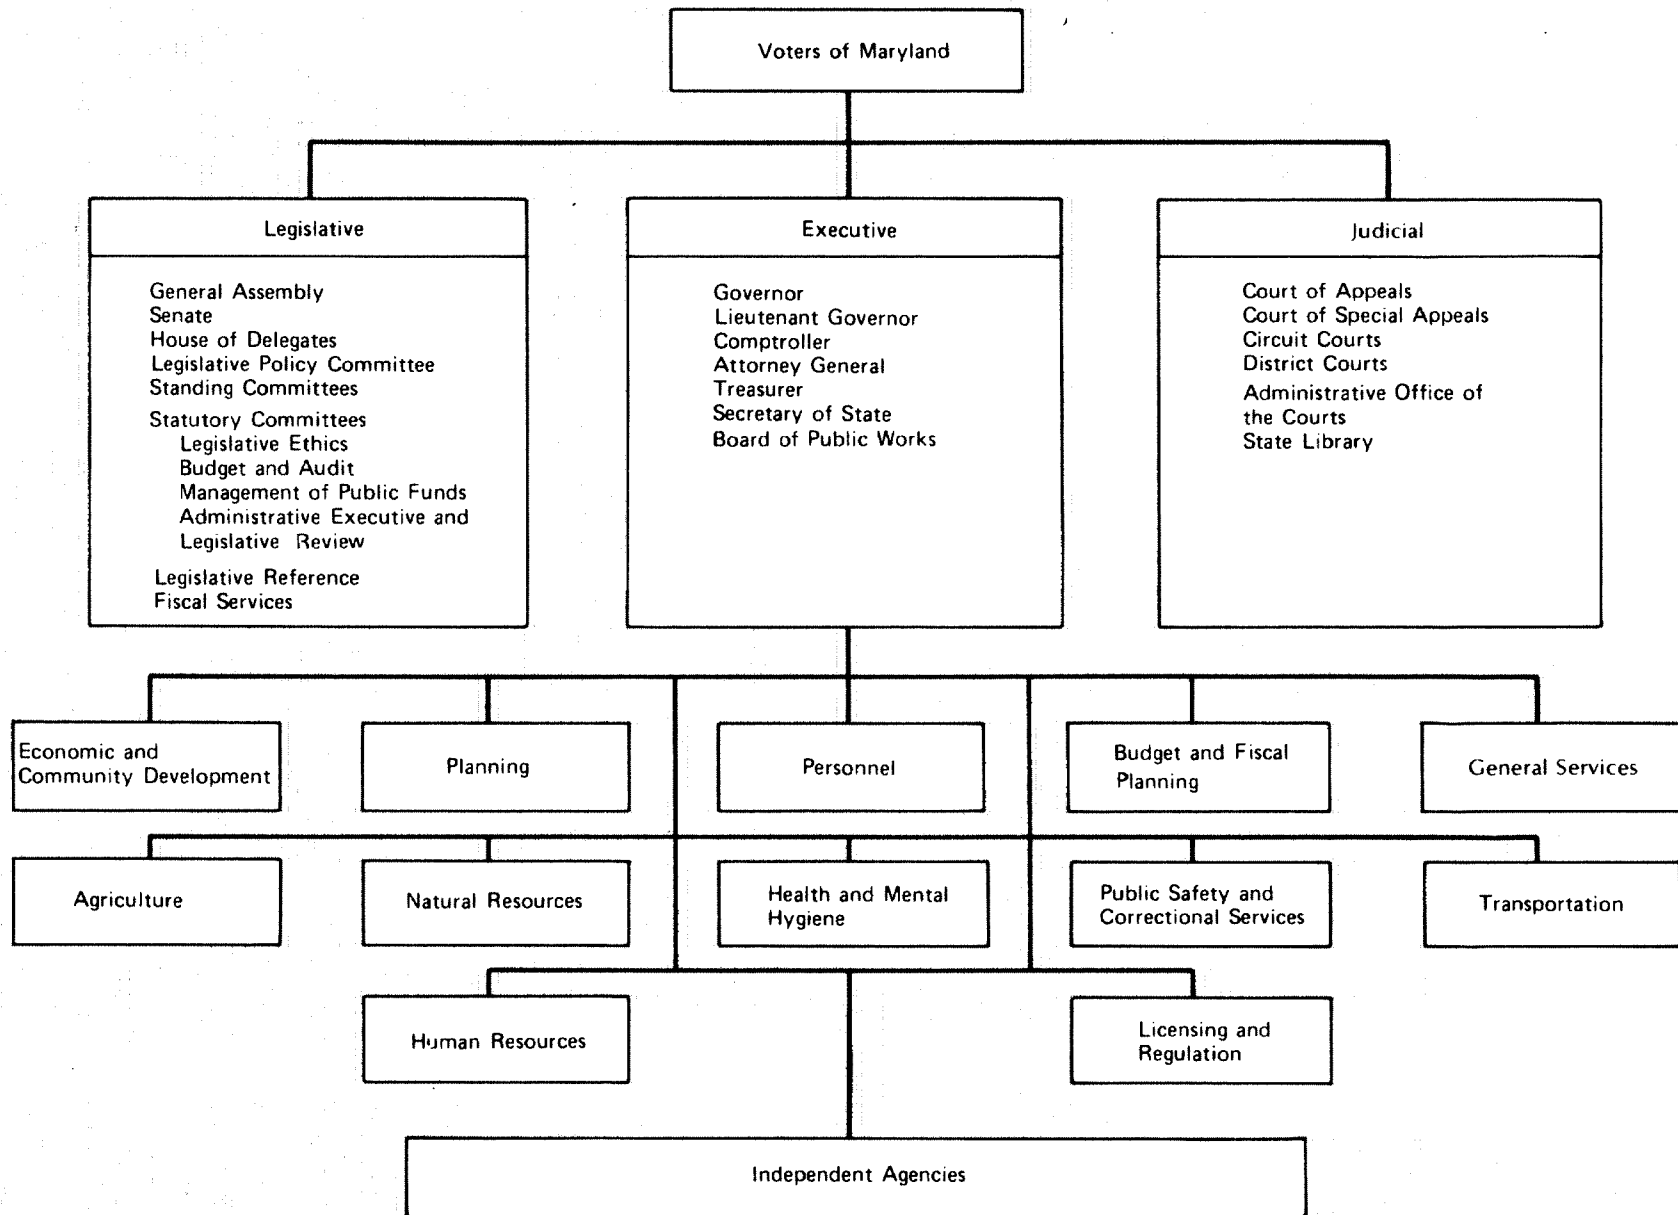 Voters of Maryland
Legislative
General Assembly
Senate
House of Delegates
Legislative Policy Committee
Standing Committees
Statutory Committees
Legislative Ethics
Budget and Audit
Management of Public Funds
Administrative Executive and
Legislative Review
Legislative Reference
Fiscal Services
Executive
Governor
Lieutenant Governor
Comptroller
Attorney General
Treasurer
Secretary of State
Board of Public Works
Judicial
Court of Appeals
Court of Special Appeals
Circuit Courts
District Courts
Administrative Office of
the Courts
State Library
Economic and
Community Development
Planning
Personnel
Budget and Fiscal
Planning
General Services
Agriculture
Natural Resources
Health and Mental
Hygiene
Public Safety and
Correctional Services
Transportation
Human Resources
Licensing and
Regulation
Independent Agencies